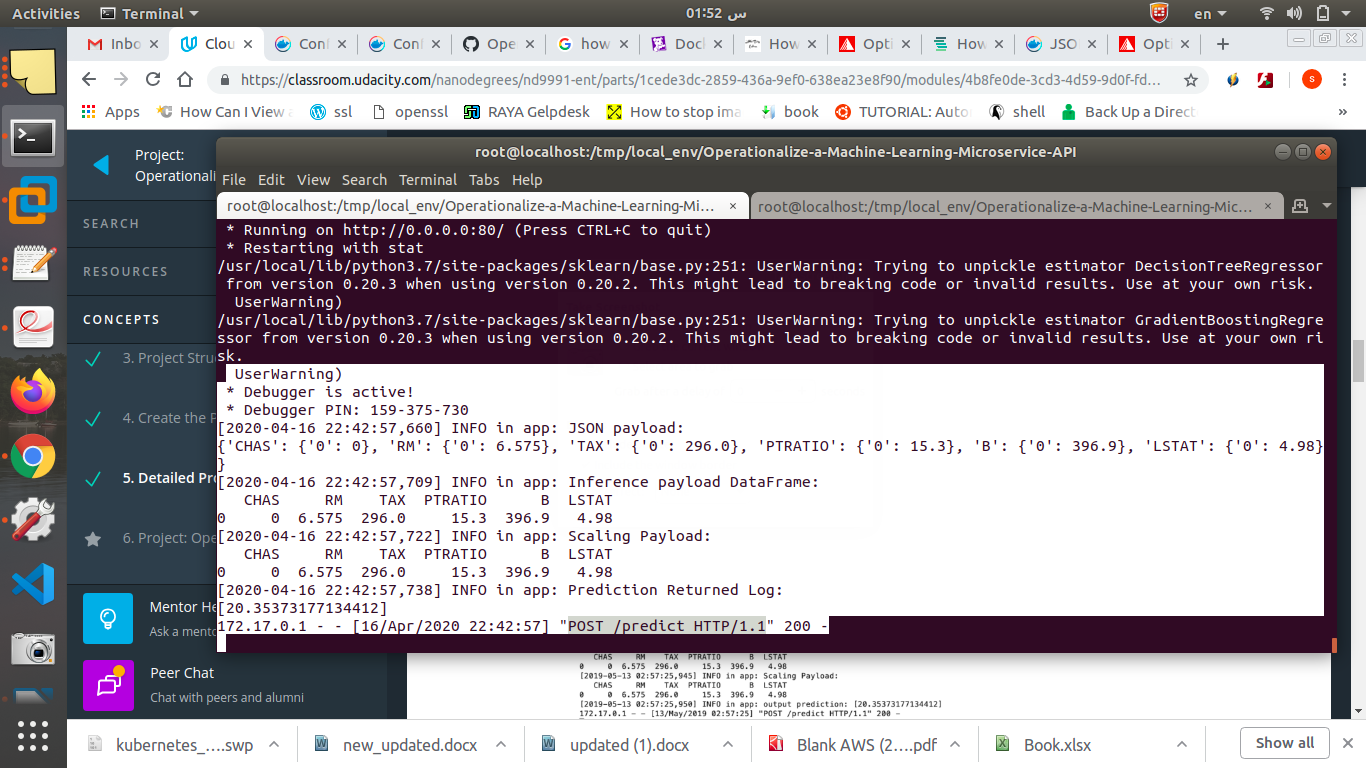 Activities
Terminal
01:52 س
en
Inbo
Clou
Conf
Conf
Ope
how
Dock
How
Opti
How
JSO
Opti
https://classroom.udacity.com/nanodegrees/nd9991-ent/parts/1cede3dc-2859-436a-9ef0-638ea23e8f90/modules/4b8fe0de-3cd3-4d59-9d0f-fd...
S
Apps
How Can I View a
ssl
openssl
RAYA Gelpdesk
How to stop ima
book
TUTORIAL: Auto
shell
Back Up a Direct
»
Project:
Operationali
SEARCH
RESOURCES
CONCEPTS
3. Project Stru
4. Create the P
5. Detailed Pro
6. Project: Ope
Mentor He
Ask a mento
Peer Chat
Chat with peers and alumni
root@localhost:/tmp/local_env/Operationalize-a-Machine-Learning-Microservice-API
File Edit View Search Terminal Tabs Help
root@localhost:/tmp/local_env/Operationalize-a-Machine-Learning-Mi...
root@localhost:/tmp/local_env/Operationalize-a-Machine-Learning-Mic...
* Running on http://0.0.0.0:80/ (Press CTRL+C to quit)
* Restarting with stat
/usr/local/lib/python3.7/site-packages/sklearn/base.py:251: UserWarning: Trying to unpickle estimator DecisionTreeRegressor
from version 0.20.3 when using version 0.20.2. This might lead to breaking code or invalid results. Use at your own risk.
UserWarning)
/usr/local/lib/python3.7/site-packages/sklearn/base.py:251: UserWarning: Trying to unpickle estimator GradientBoostingRegre
ssor from version 0.20.3 when using version 0.20.2. This might lead to breaking code or invalid results. Use at your own ri
sk.
UserWarning)
* Debugger is active!
* Debugger PIN: 159-375-730
[2020-04-16 22:42:57,660] INFO in app: JSON payload:
{'CHAS': {'0': 0}, 'RM': {'0': 6.575}, 'TAX': {'0': 296.0}, 'PTRATIO': {'0': 15.3}, 'B': {'0': 396.9}, 'LSTAT': {'0': 4.98}
}
[2020-04-16 22:42:57,709] INFO in app: Inference payload DataFrame:
CHAS RM TAX PTRATIO B LSTAT
0 0 6.575 296.0 15.3 396.9 4.98
[2020-04-16 22:42:57,722] INFO in app: Scaling Payload:
CHAS RM TAX PTRATIO B LSTAT
0 0 6.575 296.0 15.3 396.9 4.98
[2020-04-16 22:42:57,738] INFO in app: Prediction Returned Log:
[20.35373177134412]
172.17.0.1 - - [16/Apr/2020 22:42:57] "POST /predict HTTP/1.1" 200 -
CHAS RM TAX PTRATIO B LSTAT
0 0 6.575 296.0 15.3 396.9 4.98
[2019-05-13 02:57:25,945] INFO in app: Scaling Payload:
CHAS RM TAX PTRATIO B LSTAT
0 0 6.575 296.0 15.3 396.9 4.98
[2019-05-13 02:57:25,950] INFO in app: output prediction: [20.35373177134412]
172.17.0.1 - - [13/May/2019 02:57:25] "POST /predict HTTP/1.1" 200 -
kubernetes_....swp
new_updated.docx
updated (1).docx
Blank AWS (2....pdf
Book.xlsx
Show all